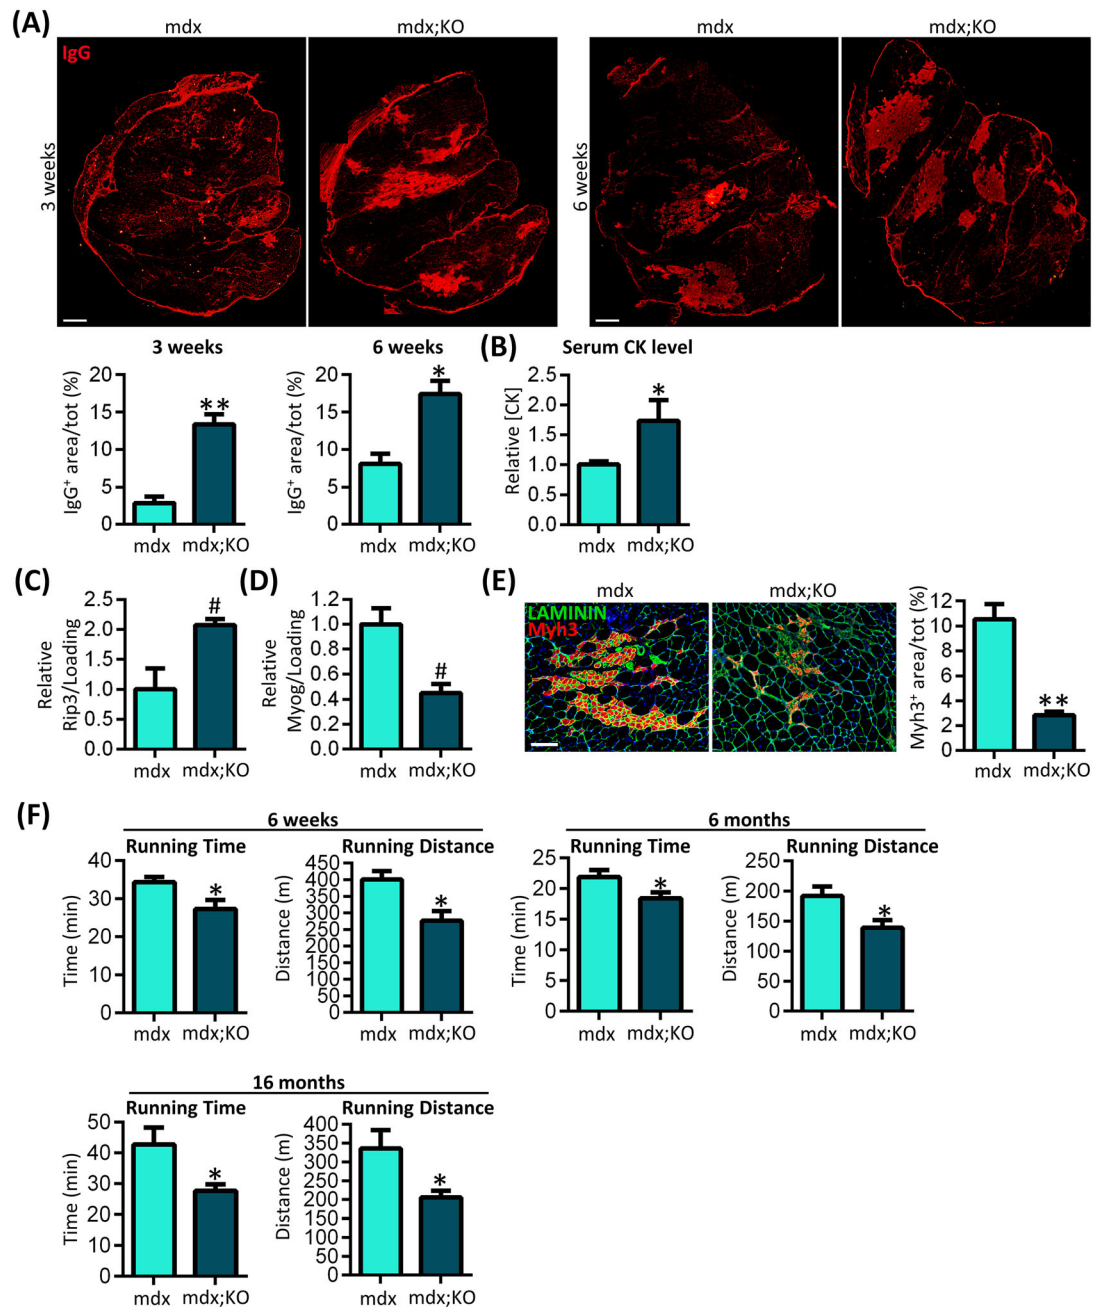 (A)
mdx
mdx;KO
mdx
mdx;KO
IgG
3 weeks
6 weeks
3 weeks
IgG+ area/tot (%)
20
15
10
5
0
mdx
mdx;KO
**
6 weeks
IgG+ area/tot (%)
20
15
10
5
0
mdx
mdx;KO
*
(B)
Serum CK level
Relative [CK]
2.5
2.0
1.5
1.0
0.5
0.0
mdx
mdx;KO
*
(C)
Relative
Rip3/Loading
2.5
2.0
1.5
1.0
0.5
0.0
mdx
mdx;KO
#
(D)
Relative
Myog/Loading
1.2
1.0
0.8
0.6
0.4
0.2
0.0
mdx
mdx;KO
#
(E)
mdx
mdx;KO
LAMININ
Myh3
Myh3+ area/tot (%)
12
10
8
6
4
2
0
mdx
mdx;KO
**
(F)
6 weeks
Running Time
Time (min)
40
30
20
10
0
mdx
mdx;KO
*
Running Distance
Distance (m)
450
400
350
300
250
200
150
100
50
0
mdx
mdx;KO
*
6 months
Running Time
Time (min)
25
20
15
10
5
0
mdx
mdx;KO
*
Running Distance
Distance (m)
250
200
150
100
50
0
mdx
mdx;KO
*
16 months
Running Time
Time (min)
50
40
30
20
10
0
mdx
mdx;KO
*
Running Distance
Distance (m)
400
350
300
250
200
150
100
50
0
mdx
mdx;KO
*